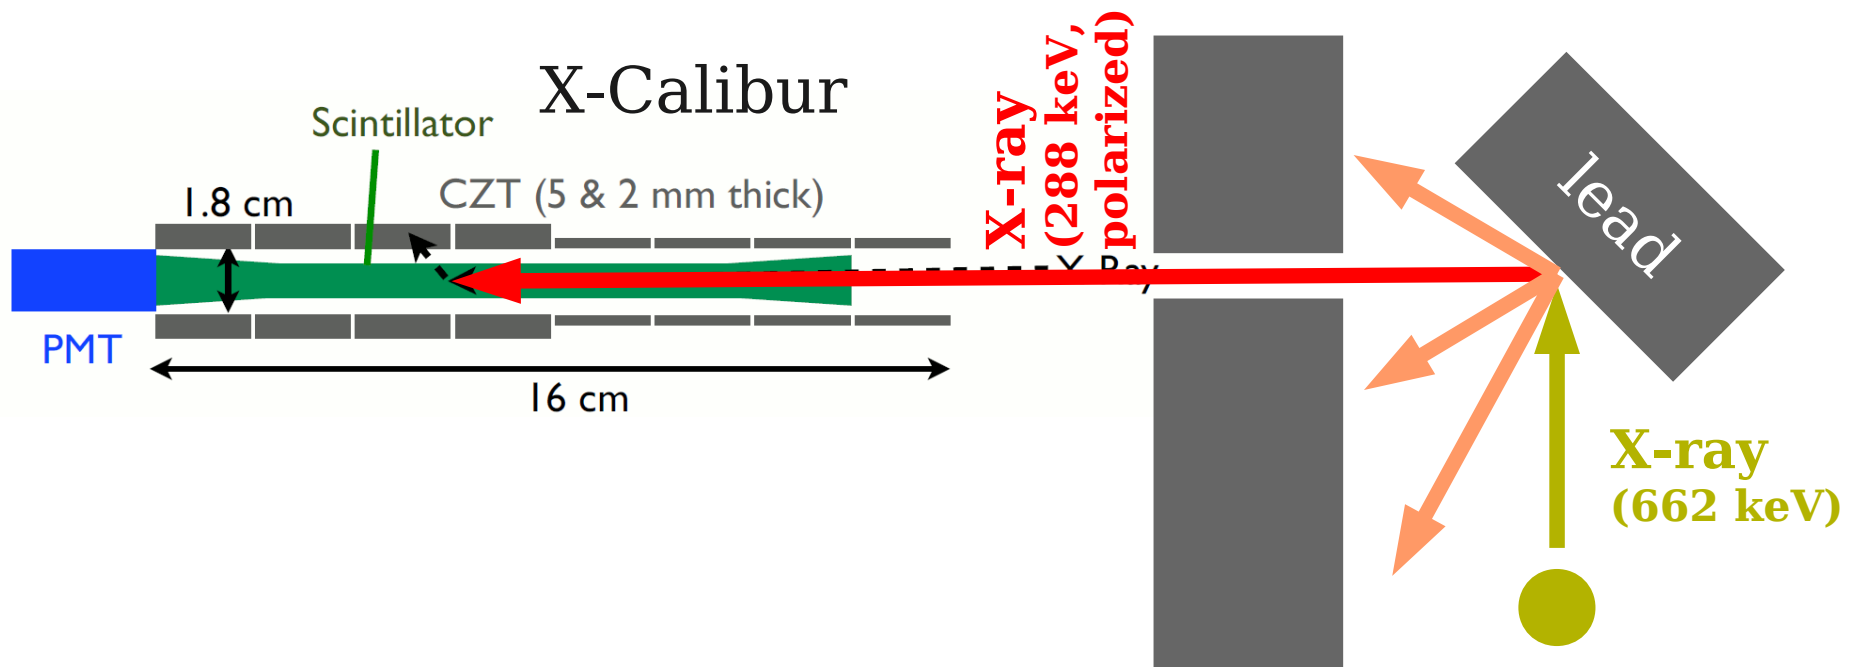 X-Calibur
Scintillator
CZT (5 & 2 mm thick)
1.8 cm
PMT
16 cm
X-ray
(288 keV,
polarized)
X-Ray
lead
X-ray
(662 keV)